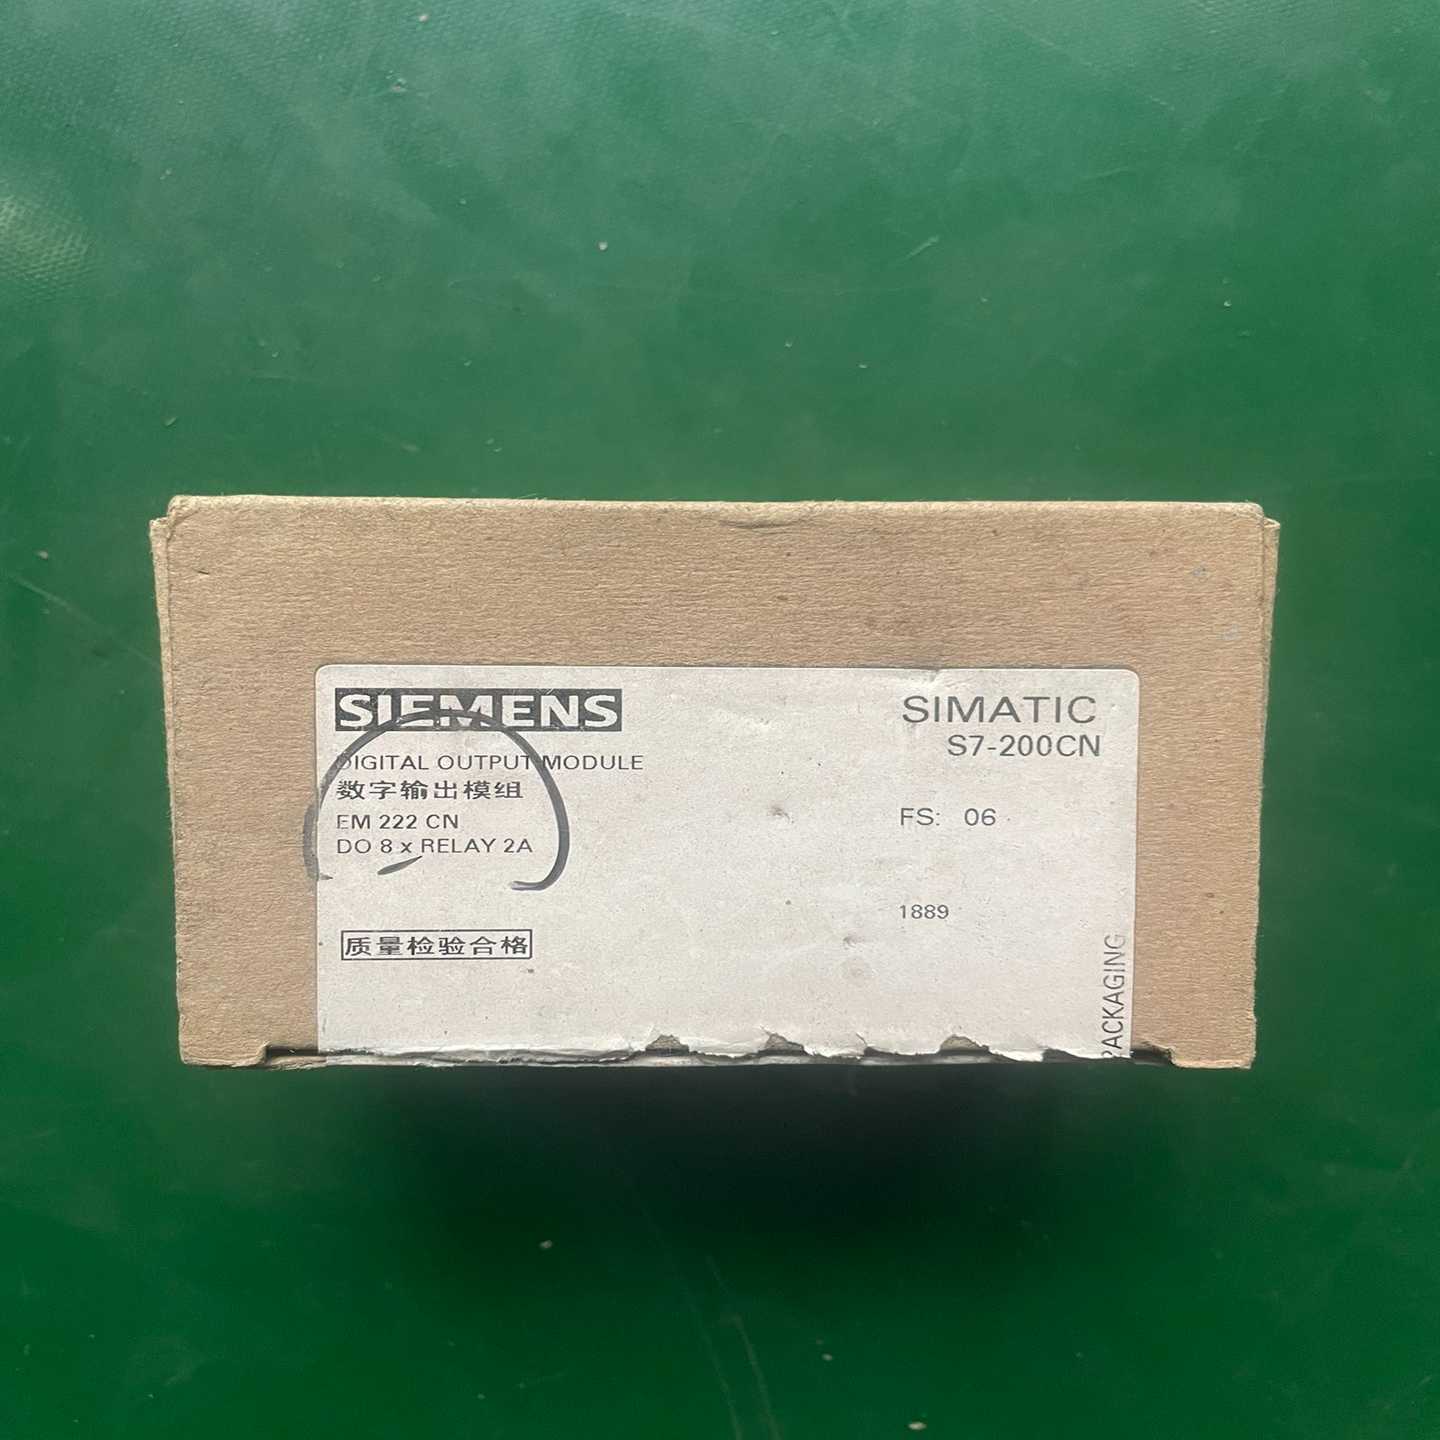 SIEMENS
SIMATIC
S7-200CN
DIGITAL OUTPUT MODULE
数字输出模组
EM 222 CN
DO 8 x RELAY 2A
FS: 06
1889
质量检验合格
PACKAGING